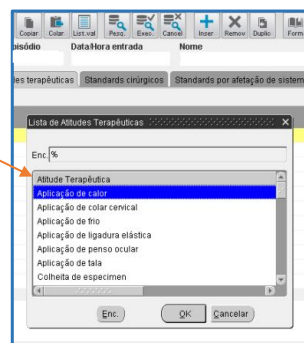 Copiar Colar List.val Pesq. Exec. Cancel Inser Remov Duplic Form
pisódio Data/Hora entrada Nome
es terapêuticas Standards cirúrgicos Standards por afetação de sistem
Lista de Atitudes Terapêuticas
Enc. %
Atitude Terapêutica
Aplicação de calor
Aplicação de colar cervical
Aplicação de frio
Aplicação de ligadura elástica
Aplicação de penso ocular
Aplicação de tala
Colheita de especimen
Enc. OK Cancelar